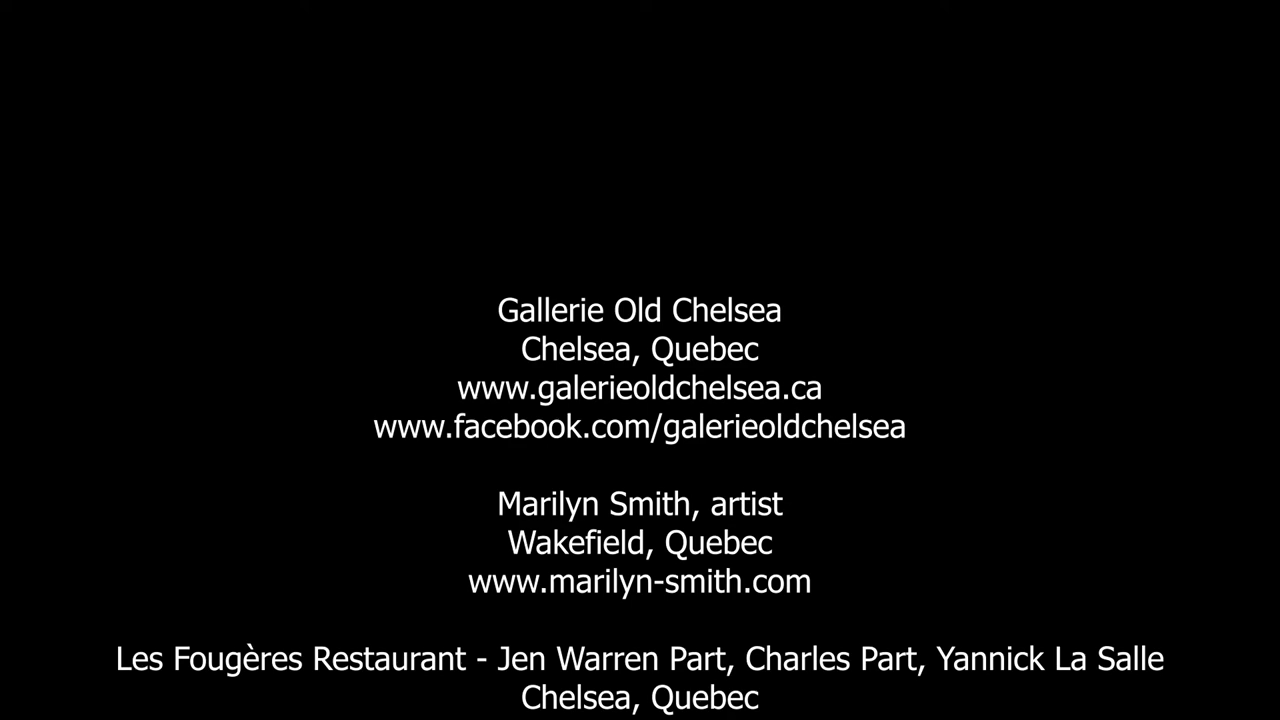 Gallerie Old Chelsea
Chelsea, Quebec
www.galerieoldchelsea.ca
www.facebook.com/galerieoldchelsea
Marilyn Smith, artist
Wakefield, Quebec
www.marilyn-smith.com
Les Fougères Restaurant - Jen Warren Part, Charles Part, Yannick La Salle
Chelsea, Quebec